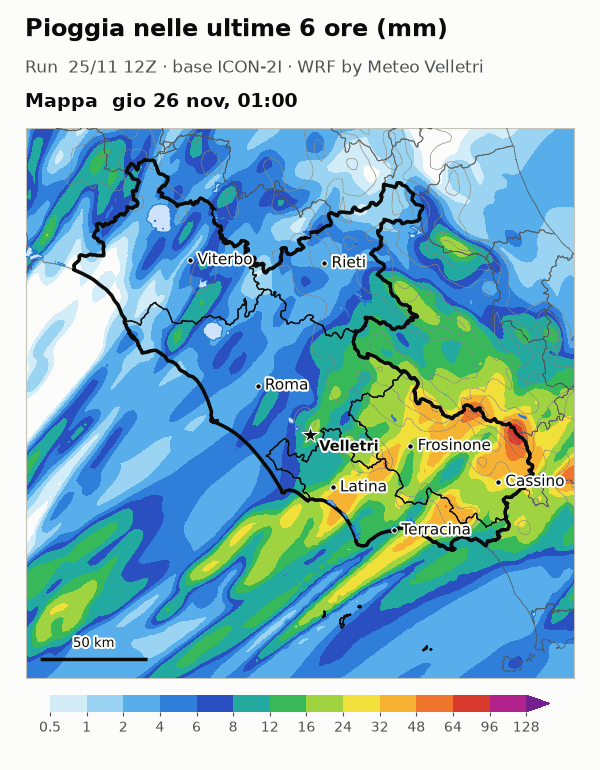 Pioggia nelle ultime 6 ore (mm)
Run  25/11 12Z · base ICON-2I · WRF by Meteo Velletri
Mappa  gio 26 nov, 01:00
Viterbo
Rieti
Roma
Velletri
Frosinone
Latina
Cassino
Terracina
50 km
0.5 1 2 4 6 8 12 16 24 32 48 64 96 128